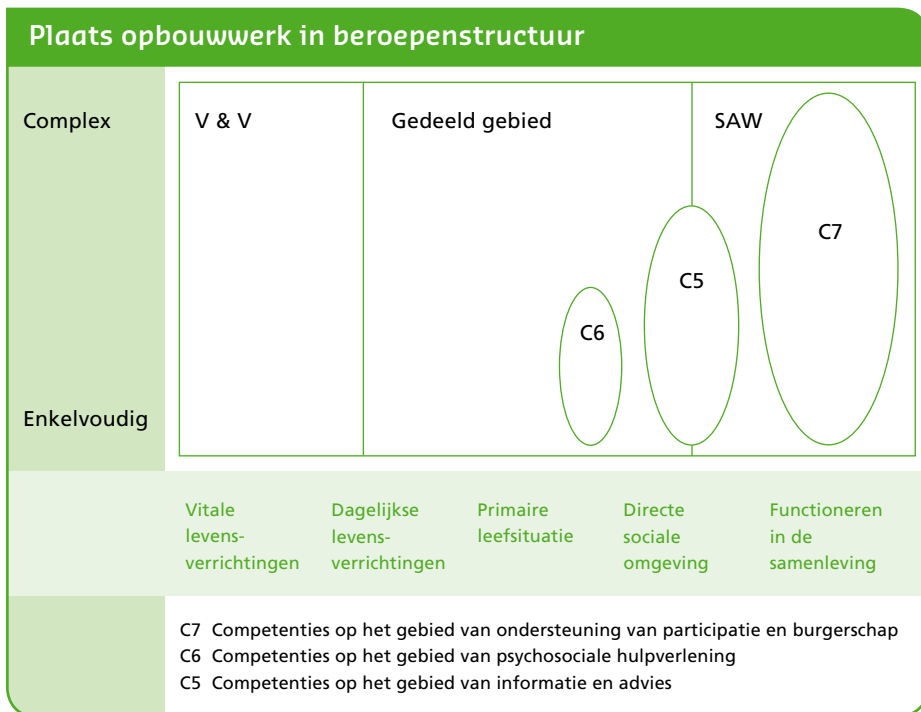 Plaats opbouwwerk in beroepenstructuur
Complex
V & V
Gedeeld gebied
SAW
C7
C5
C6
Enkelvoudig
Vitale
levens-
verrichtingen
Dagelijkse
levens-
verrichtingen
Primaire
leefsituatie
Directe
sociale
omgeving
Functioneren
in de
samenleving
C7 Competenties op het gebied van ondersteuning van participatie en burgerschap
C6 Competenties op het gebied van psychosociale hulpverlening
C5 Competenties op het gebied van informatie en advies